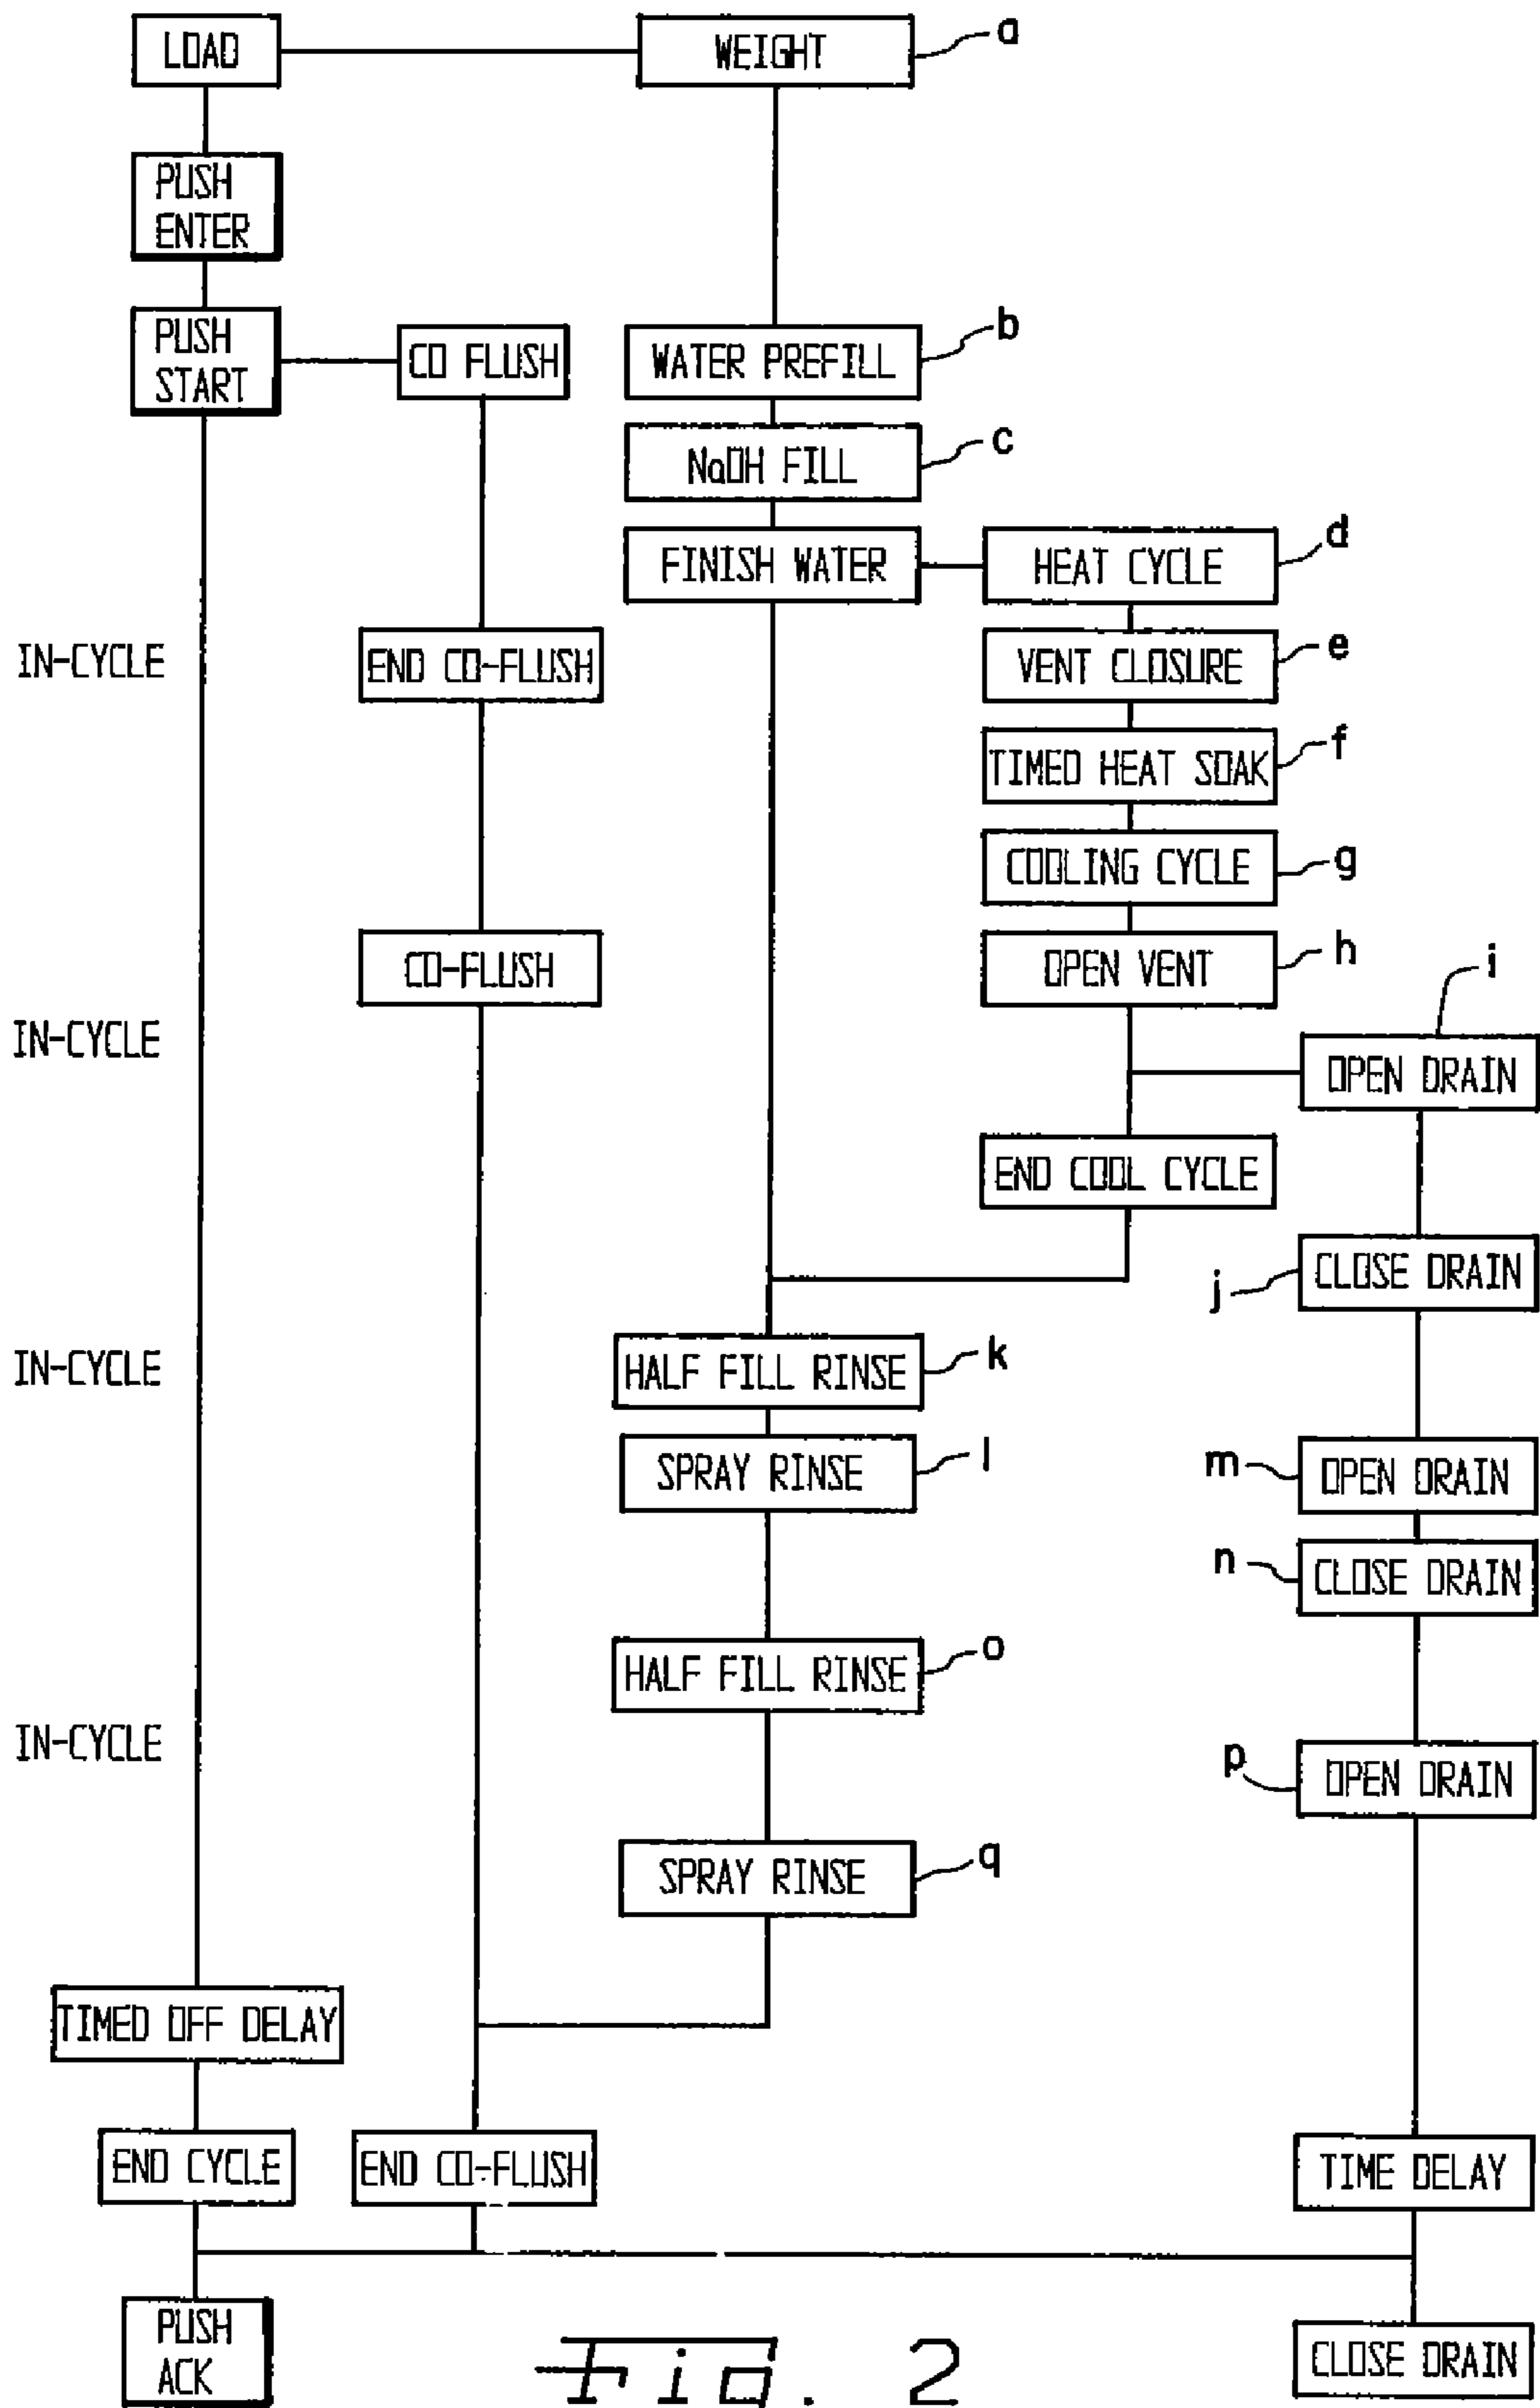 LOAD
WEIGHT
a
PUSH
ENTER
PUSH
START
CO FLUSH
WATER PREFILL
b
NaOH FILL
c
FINISH WATER
HEAT CYCLE
d
IN-CYCLE
END CO-FLUSH
VENT CLOSURE
e
TIMED HEAT SOAK
f
COOLING CYCLE
g
CO-FLUSH
OPEN VENT
h
i
IN-CYCLE
OPEN DRAIN
END COOL CYCLE
j
CLOSE DRAIN
IN-CYCLE
HALF FILL RINSE
k
SPRAY RINSE
l
m
OPEN DRAIN
n
CLOSE DRAIN
HALF FILL RINSE
o
IN-CYCLE
p
OPEN DRAIN
SPRAY RINSE
q
TIMED OFF DELAY
END CYCLE
END CO-FLUSH
TIME DELAY
PUSH
ACK
CLOSE DRAIN
Fig. 2